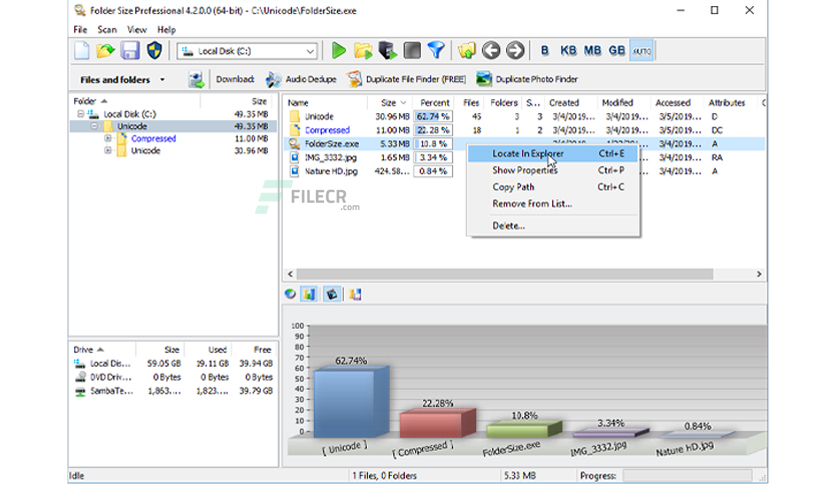 Folder Size Professional 4.2.0.0 (64-bit) - C:\Unicode\FolderSize.exe
File Scan View Help
Local Disk (C:) B KB MB GB AUTO
Files and folders Download: Audio Dedupe Duplicate File Finder (FREE) Duplicate Photo Finder
Folder Size
Local Disk (C:) 49.35 MB
Unicode 49.35 MB
Compressed 11.00 MB
Unicode 30.96 MB
Name Size Percent Files Folders S... Created Modified Accessed Attributes C
Unicode 30.96 MB 62.74 % 45 3 3 3/4/2019... 3/4/2019... 3/5/2019... D
Compressed 11.00 MB 22.28 % 18 1 2 3/4/2019... 3/4/2019... 3/5/2019... DC
FolderSize.exe 5.33 MB 10.8 % 3/4/2019... A
IMG_3332.jpg 1.65 MB 3.34 % 3/4/2019... RA
Nature HD.jpg 424.58... 0.84 % 3/4/2019... A
Locate In Explorer Ctrl+E
Show Properties Ctrl+P
Copy Path Ctrl+C
Remove From List...
Delete...
FILECR
.com
100
90
80
70
60
50
40
30
20
10
0
62.74%
22.28%
10.8%
3.34%
0.84%
[ Unicode ]
[ Compressed ]
FolderSize.exe
IMG_3332.jpg
Nature HD.jpg
Drive Size Used Free
Local Dis... 59.05 GB 19.11 GB 39.94 GB
DVD Driv... 0 Bytes 0 Bytes 0 Bytes
SambaTe... 1,863.... 1,823.... 39.79 GB
Idle 1 Files, 0 Folders 5.33 MB Progress: